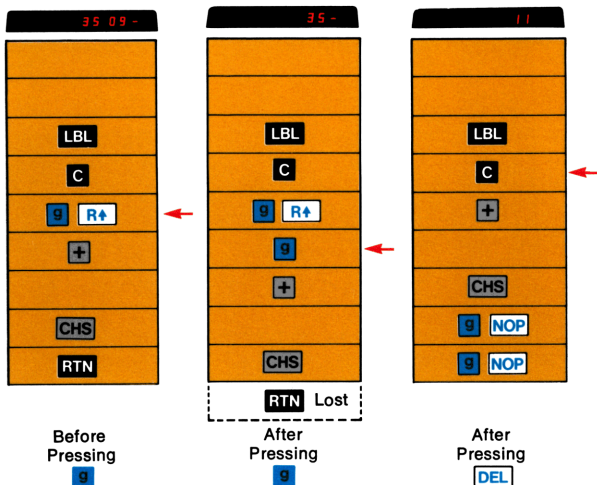 35 09 -
LBL
C
g R↑
+
CHS
RTN
Before
Pressing
g
35 -
LBL
C
g R↑
g
+
CHS
RTN Lost
After
Pressing
g
11
LBL
C
+
CHS
g NOP
g NOP
After
Pressing
DEL